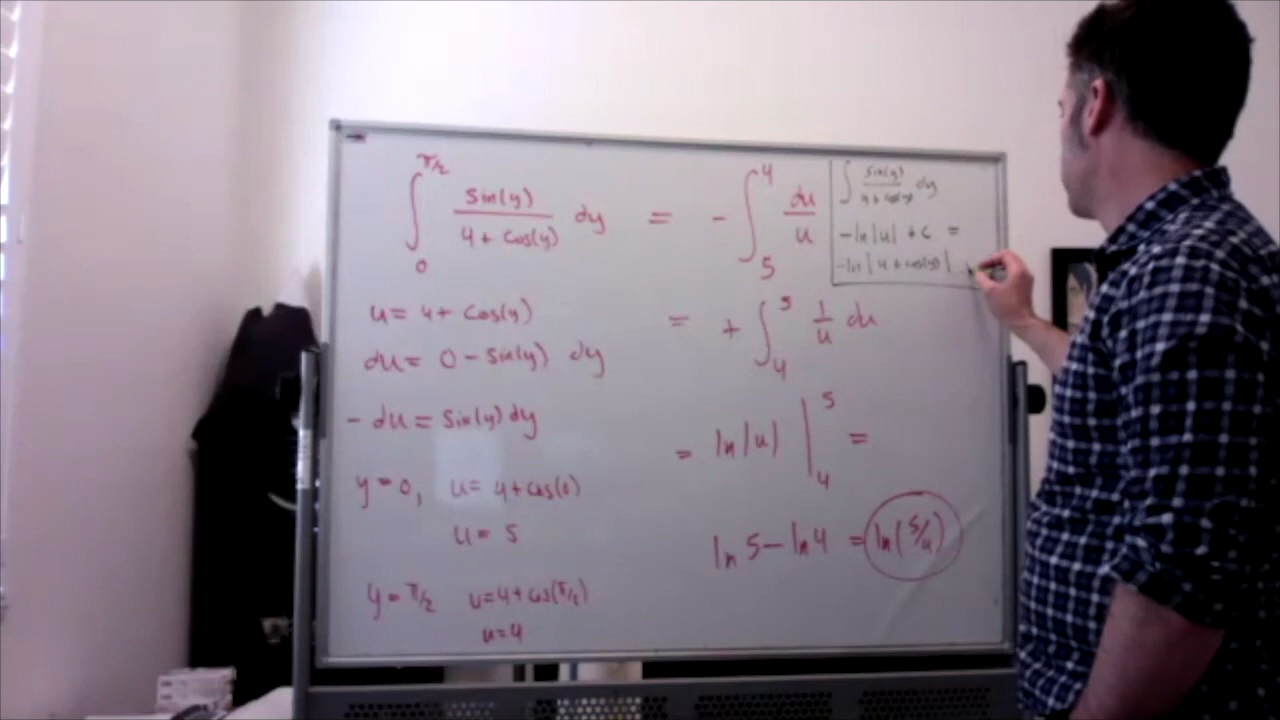 ∫₀^(π/2) sin(y)/(4 + cos(y)) dy = - ∫₅⁴ du/u
u = 4 + cos(y)
du = 0 - sin(y) dy
- du = sin(y) dy
y = 0, u = 4 + cos(0)
u = 5
y = π/2 u = 4 + cos(π/2)
u = 4
= + ∫₄⁵ 1/u du
= ln|u| |₄⁵ =
ln 5 - ln 4 = ln(5/4)
∫ sin(y)/(4 + cos(y)) dy
-ln|u| + c =
-ln|4 + cos(y)|